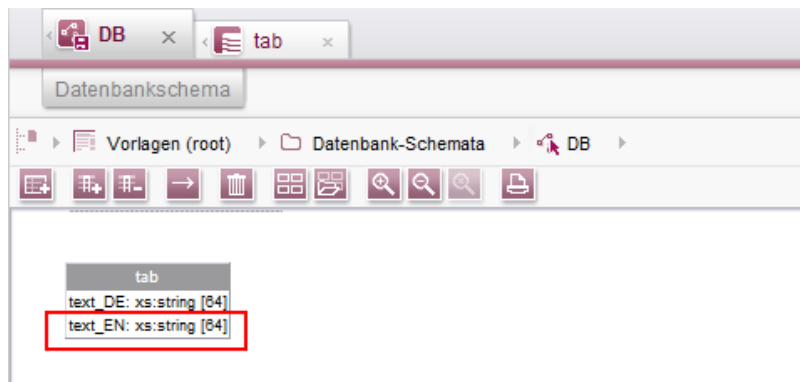 DB
tab
Datenbankschema
Vorlagen (root) Datenbank-Schemata DB
tab
text_DE: xs:string [64]
text_EN: xs:string [64]